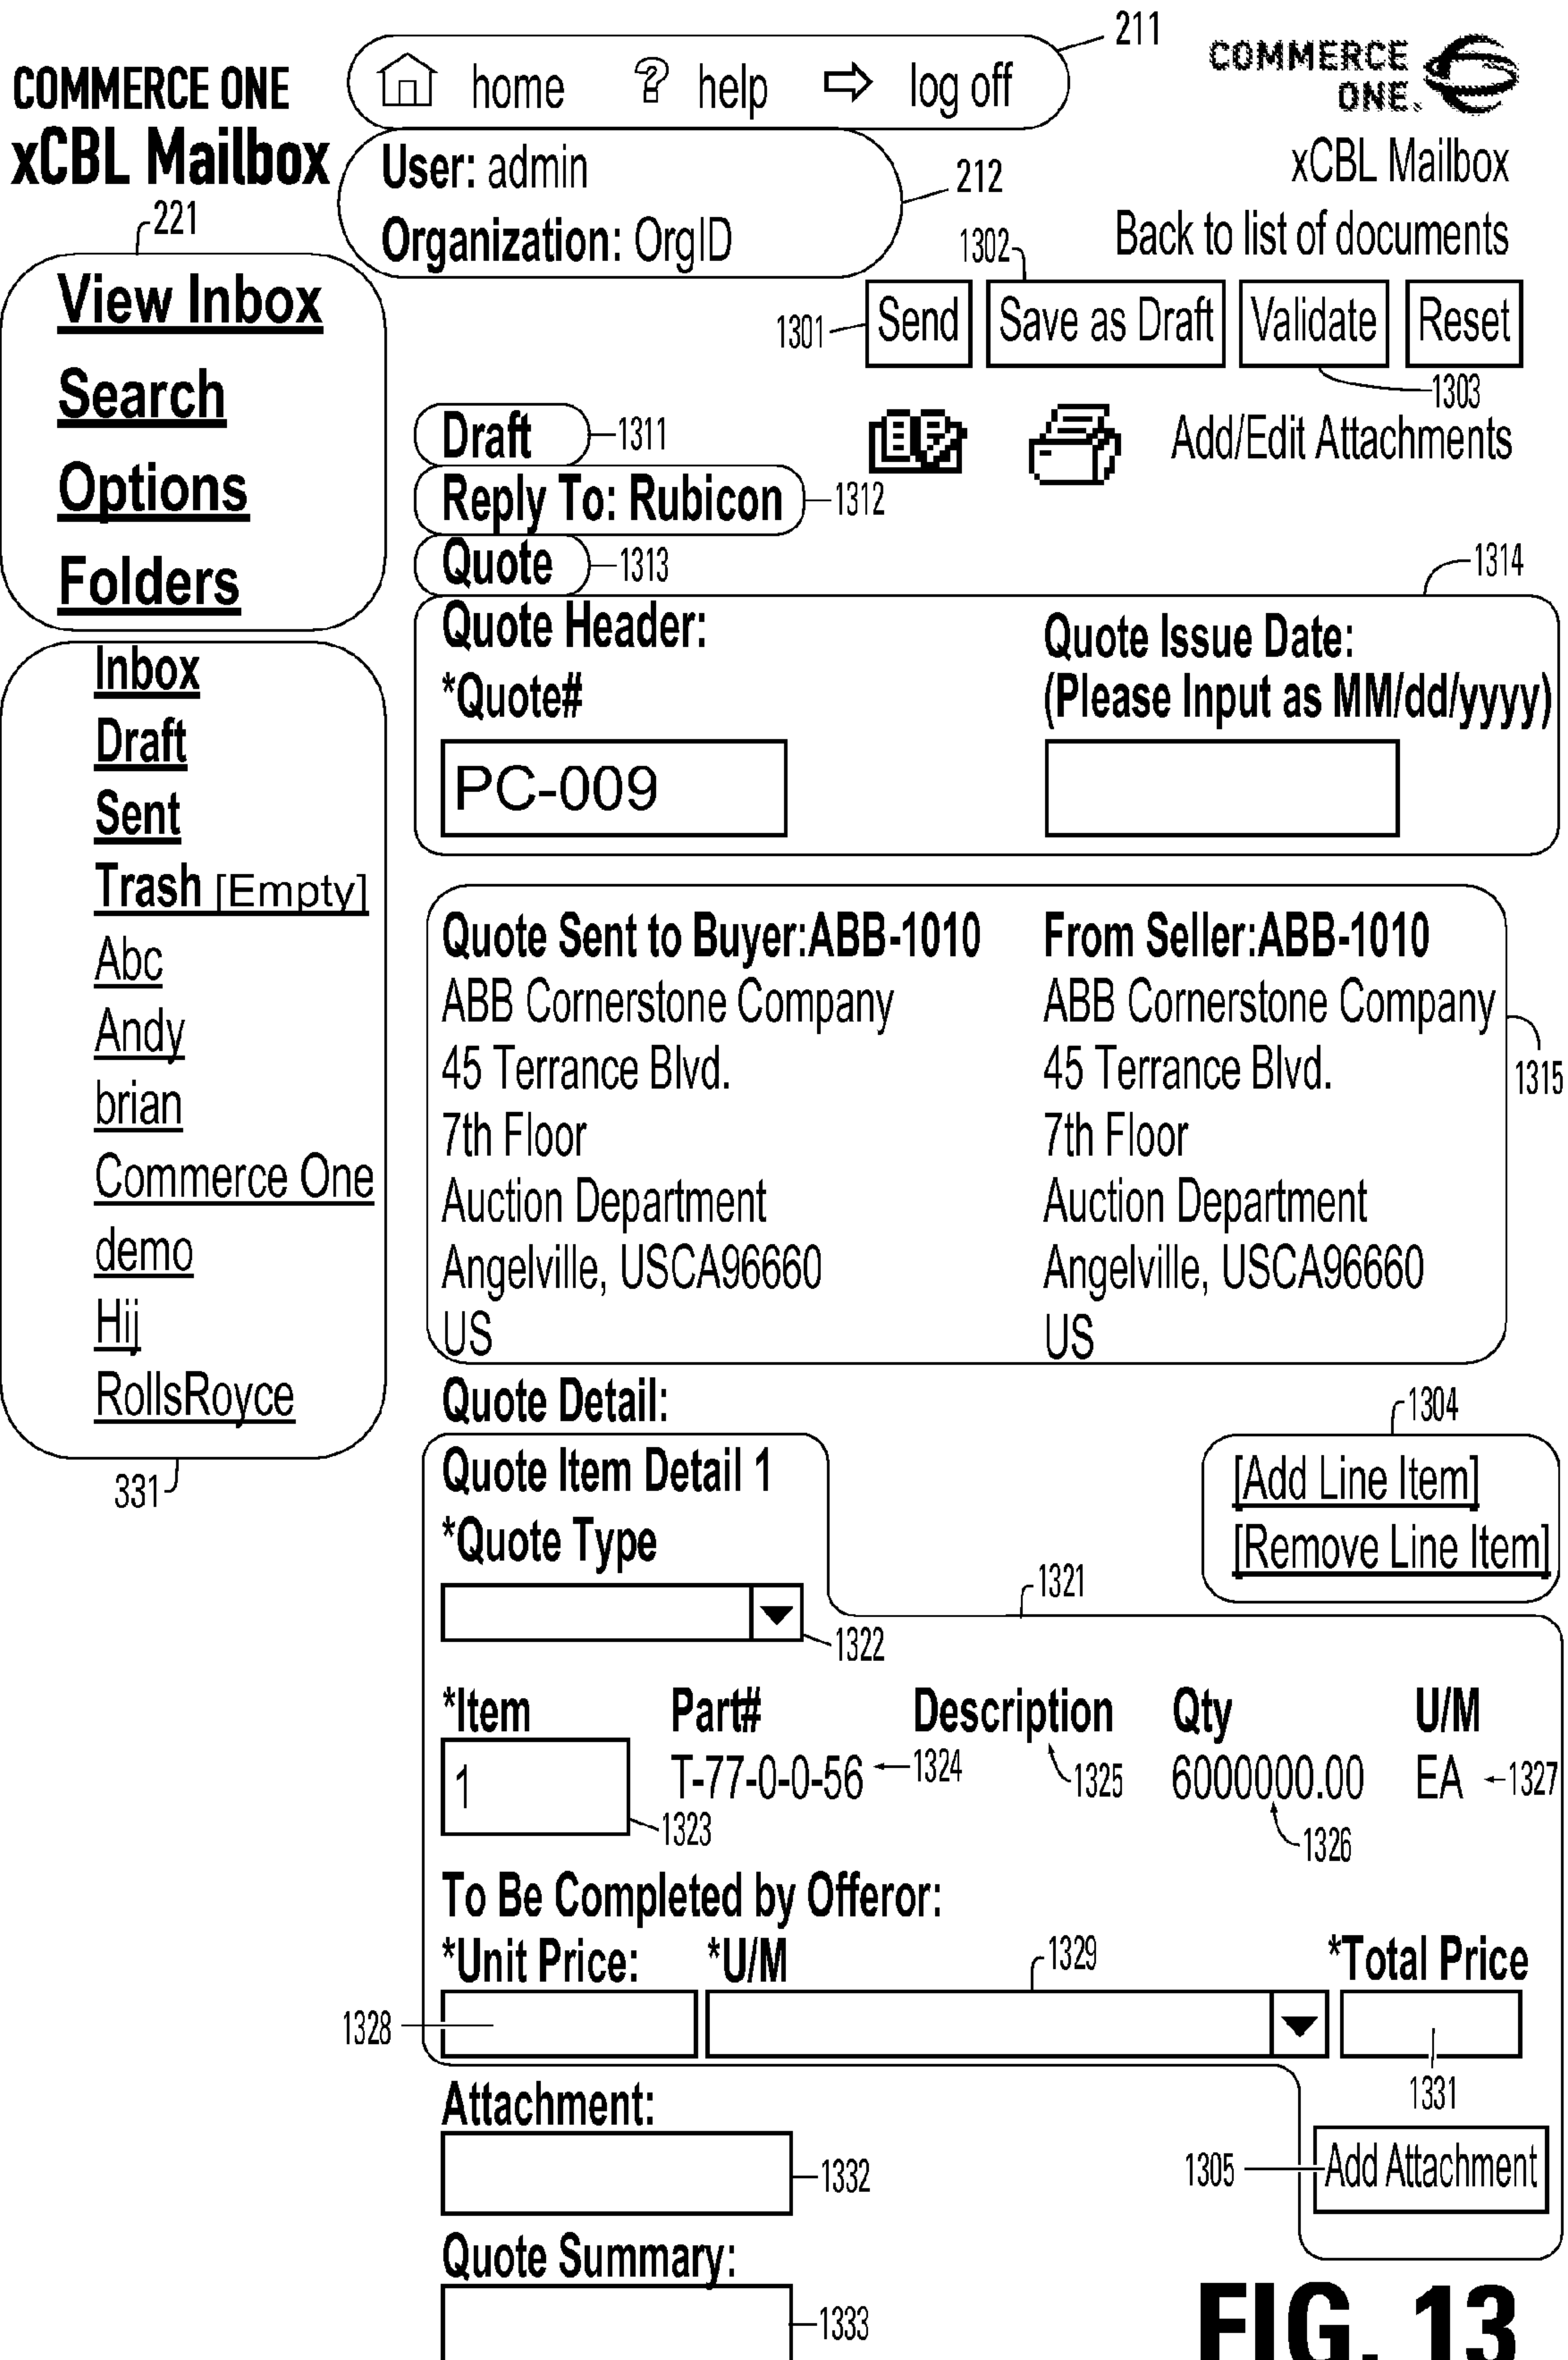 211
COMMERCE ONE
xCBL Mailbox
home ? help log off
COMMERCE
ONE.
xCBL Mailbox
User: admin
Organization: OrgID
212
221
Back to list of documents
1302
1301
Send Save as Draft Validate Reset
1303
View Inbox
Search
Options
Folders
Draft
1311
Add/Edit Attachments
Reply To: Rubicon
1312
Quote
1313
1314
Quote Header:
Quote Issue Date:
*Quote#
(Please Input as MM/dd/yyyy)
PC-009
Inbox
Draft
Sent
Trash [Empty]
Abc
Andy
brian
Commerce One
demo
Hij
RollsRoyce
331
Quote Sent to Buyer:ABB-1010
ABB Cornerstone Company
45 Terrance Blvd.
7th Floor
Auction Department
Angelville, USCA96660
US
From Seller:ABB-1010
ABB Cornerstone Company
45 Terrance Blvd.
7th Floor
Auction Department
Angelville, USCA96660
US
1315
Quote Detail:
1304
Quote Item Detail 1
[Add Line Item]
*Quote Type
[Remove Line Item]
1321
1322
*Item Part# Description Qty U/M
1 T-77-0-0-56 1324 1325 6000000.00 EA 1327
1323
1326
To Be Completed by Offeror:
*Unit Price: *U/M 1329 *Total Price
1328
1331
Attachment:
1332
1305
Add Attachment
Quote Summary:
1333
FIG. 13